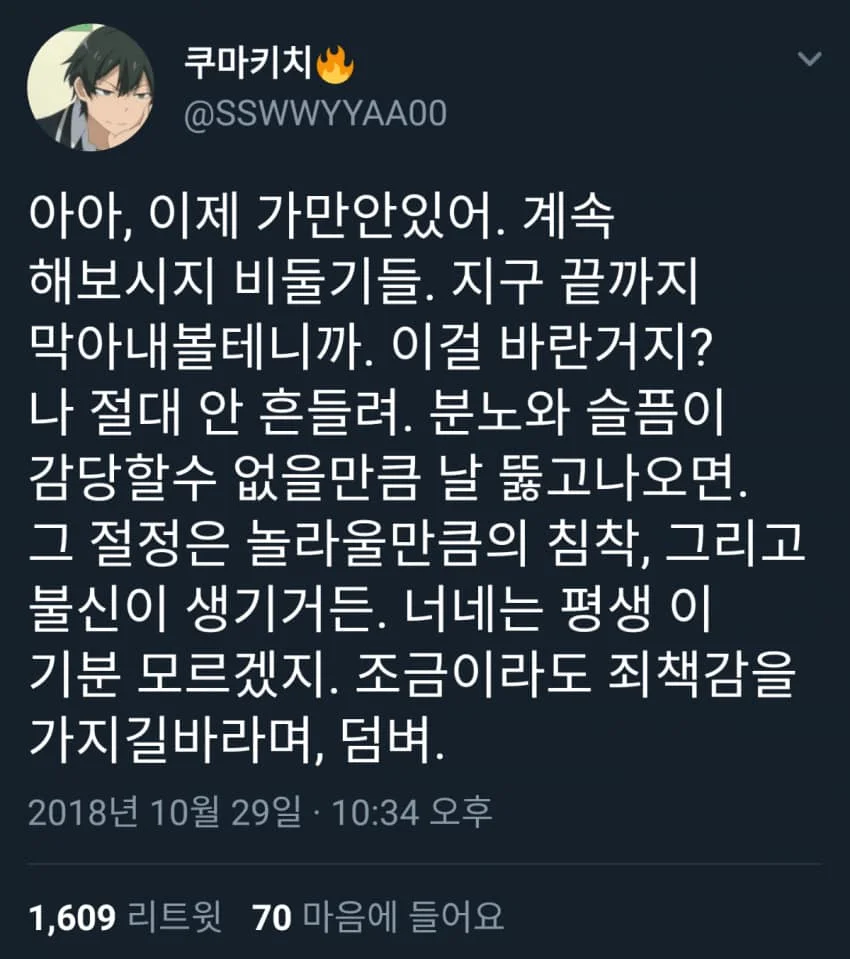 쿠마키치🔥
@SSWWYYAA00
아아, 이제 가만안있어. 계속
해보시지 비둘기들. 지구 끝까지
막아내볼테니까. 이걸 바란거지?
나 절대 안 흔들려. 분노와 슬픔이
감당할수 없을만큼 날 뚫고나오면.
그 절정은 놀라울만큼의 침착, 그리고
불신이 생기거든. 너네는 평생 이
기분 모르겠지. 조금이라도 죄책감을
가지길바라며, 덤벼.
2018년 10월 29일 · 10:34 오후
1,609 리트윗 70 마음에 들어요